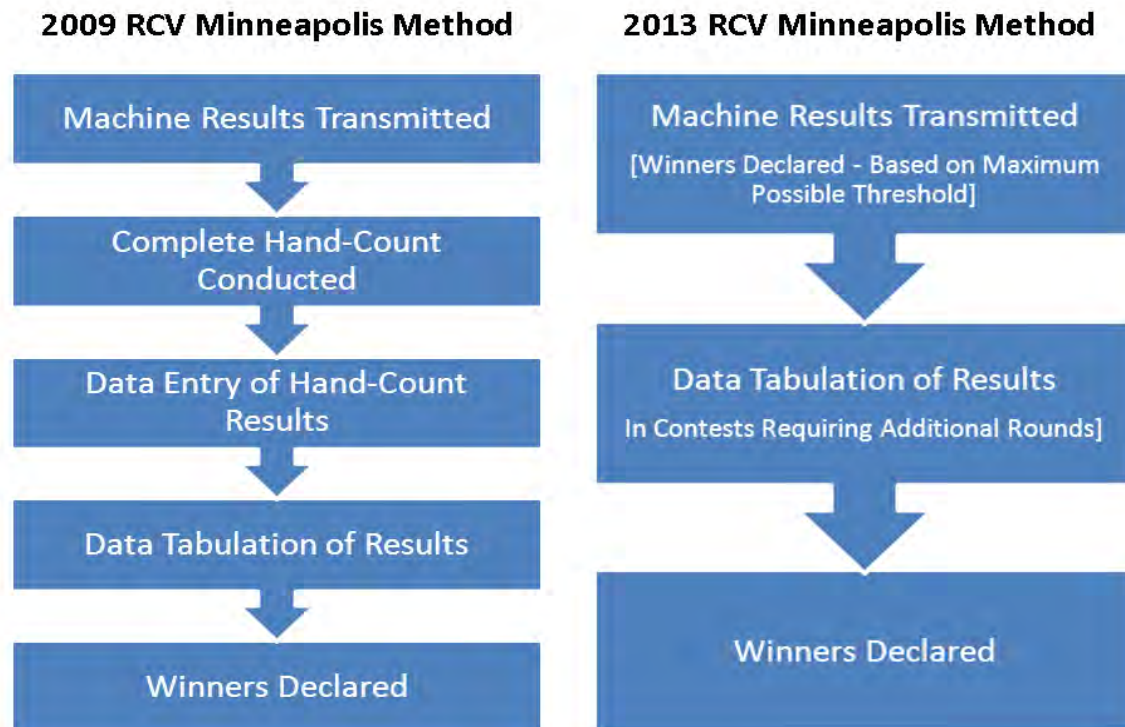 2009 RCV Minneapolis Method
Machine Results Transmitted
Complete Hand-Count
Conducted
Data Entry of Hand-Count
Results
Data Tabulation of Results
Winners Declared
2013 RCV Minneapolis Method
Machine Results Transmitted
[Winners Declared - Based on Maximum
Possible Threshold]
Data Tabulation of Results
In Contests Requiring Additional Rounds]
Winners Declared